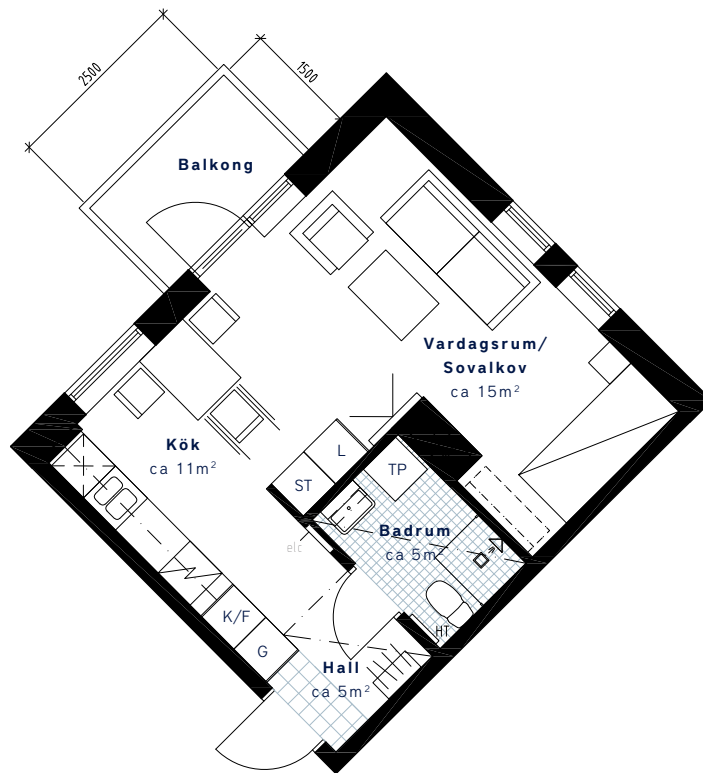 2500
1500
Balkong
Vardagsrum/
Sovalkov
ca 15m²
Kök
ca 11m²
L
ST
TP
Badrum
ca 5m²
elc
K/F
G
HT
Hall
ca 5m²